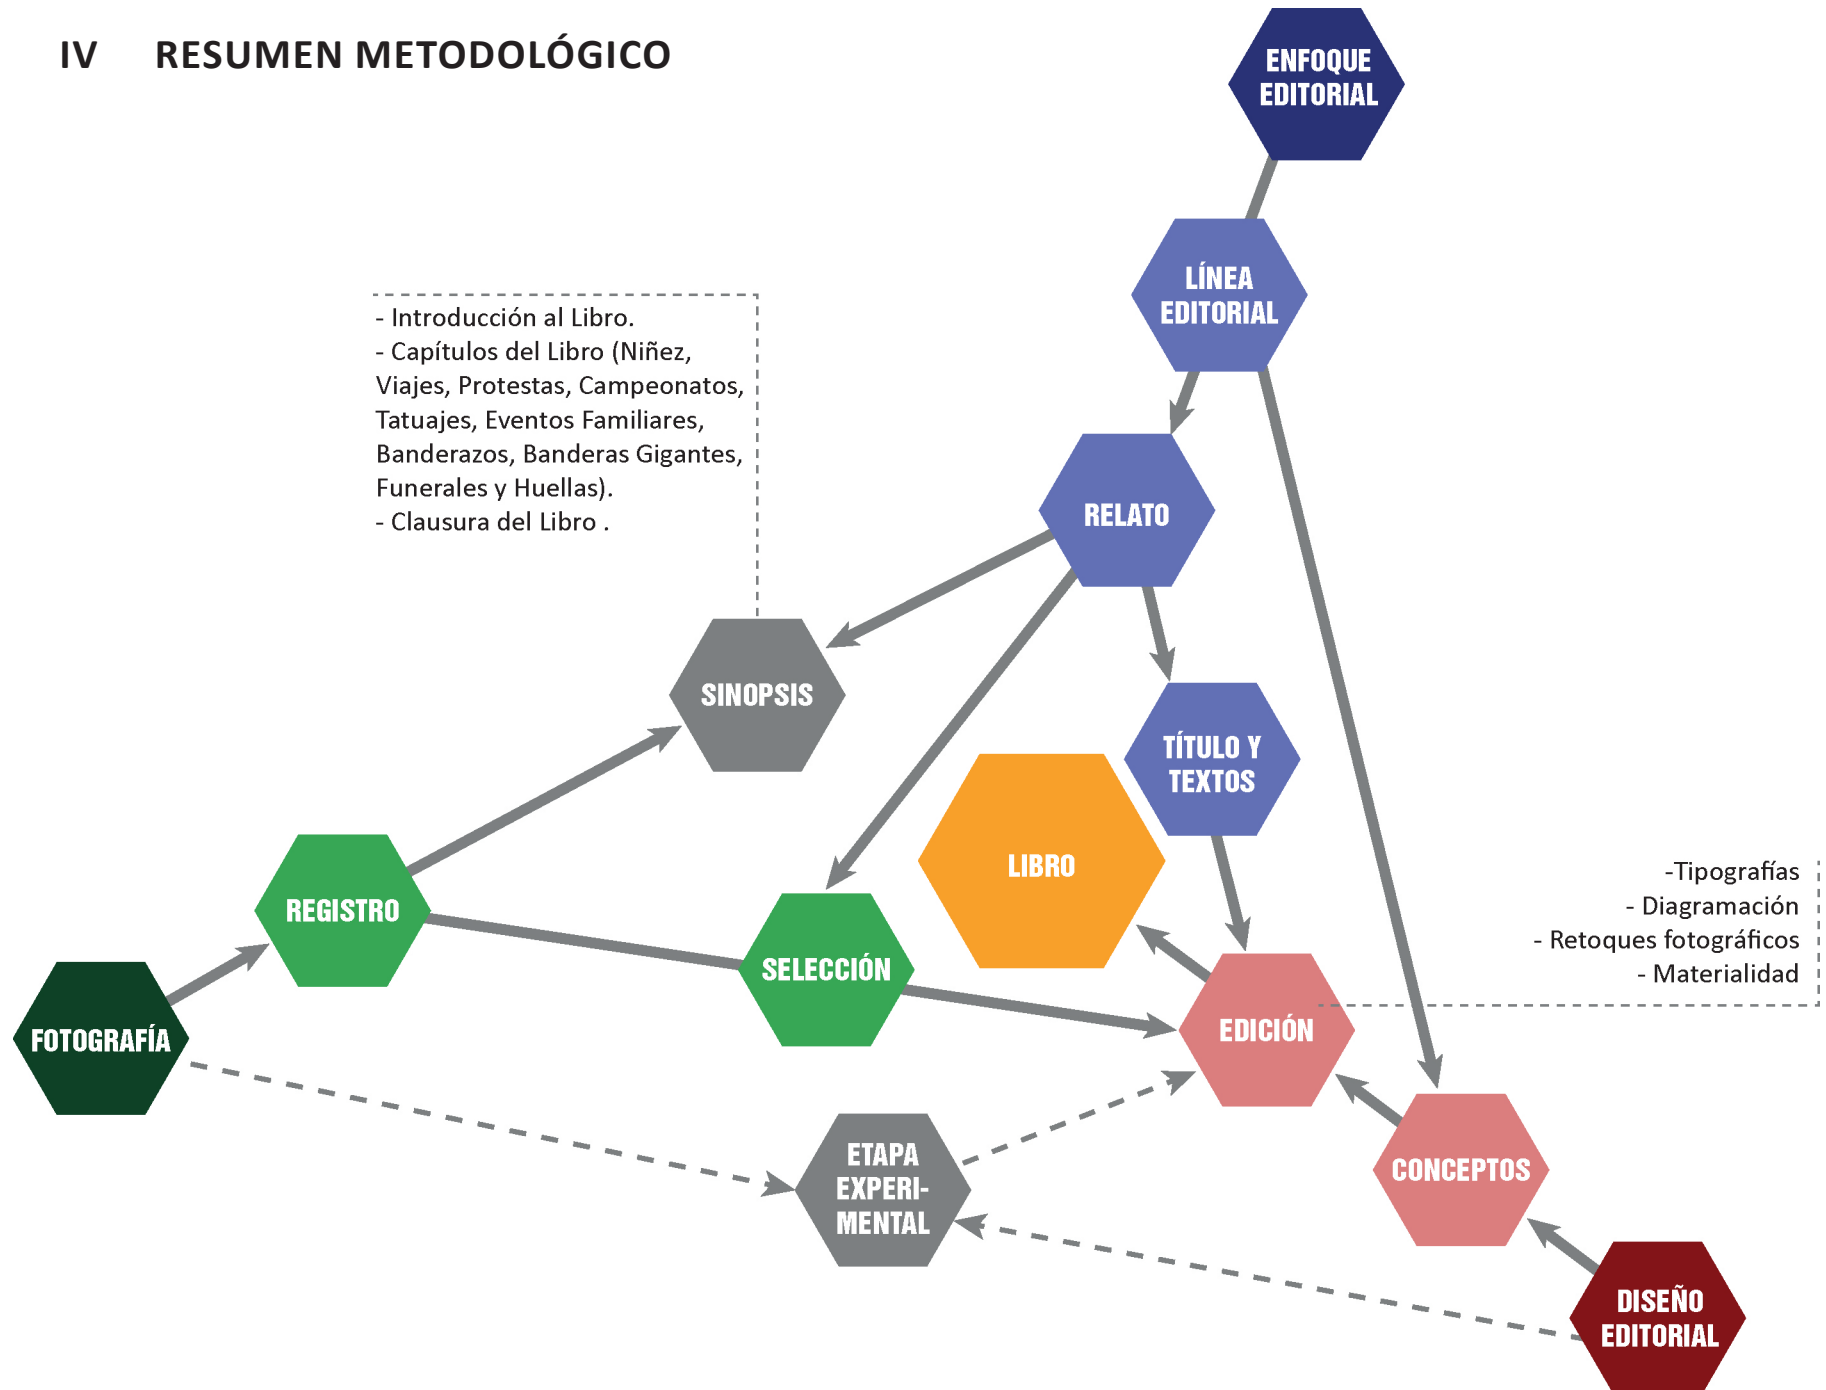 IV RESUMEN METODOLÓGICO
ENFOQUE
EDITORIAL
LÍNEA
EDITORIAL
- Introducción al Libro.
- Capítulos del Libro (Niñez,
Viajes, Protestas, Campeonatos,
Tatuajes, Eventos Familiares,
Banderazos, Banderas Gigantes,
Funerales y Huellas).
- Clausura del Libro .
RELATO
SINOPSIS
TÍTULO Y
TEXTOS
LIBRO
REGISTRO
SELECCIÓN
-Tipografías
- Diagramación
- Retoques fotográficos
- Materialidad
FOTOGRAFÍA
EDICIÓN
ETAPA
EXPERI-
MENTAL
CONCEPTOS
DISEÑO
EDITORIAL